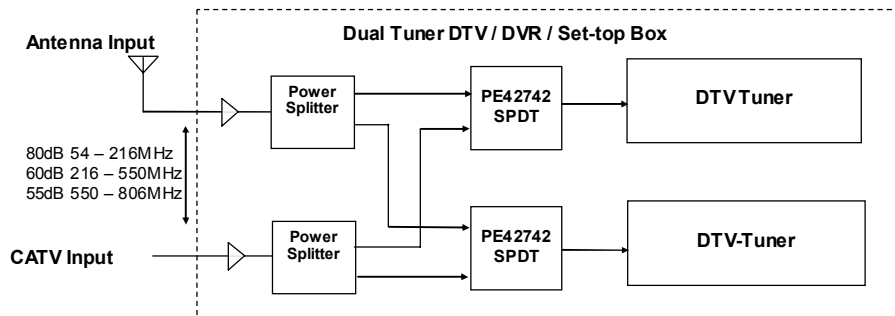 Dual Tuner DTV / DVR / Set-top Box
Antenna Input
Power
Splitter
PE42742
SPDT
DTV Tuner
80dB 54 – 216MHz
60dB 216 – 550MHz
55dB 550 – 806MHz
CATV Input
Power
Splitter
PE42742
SPDT
DTV-Tuner